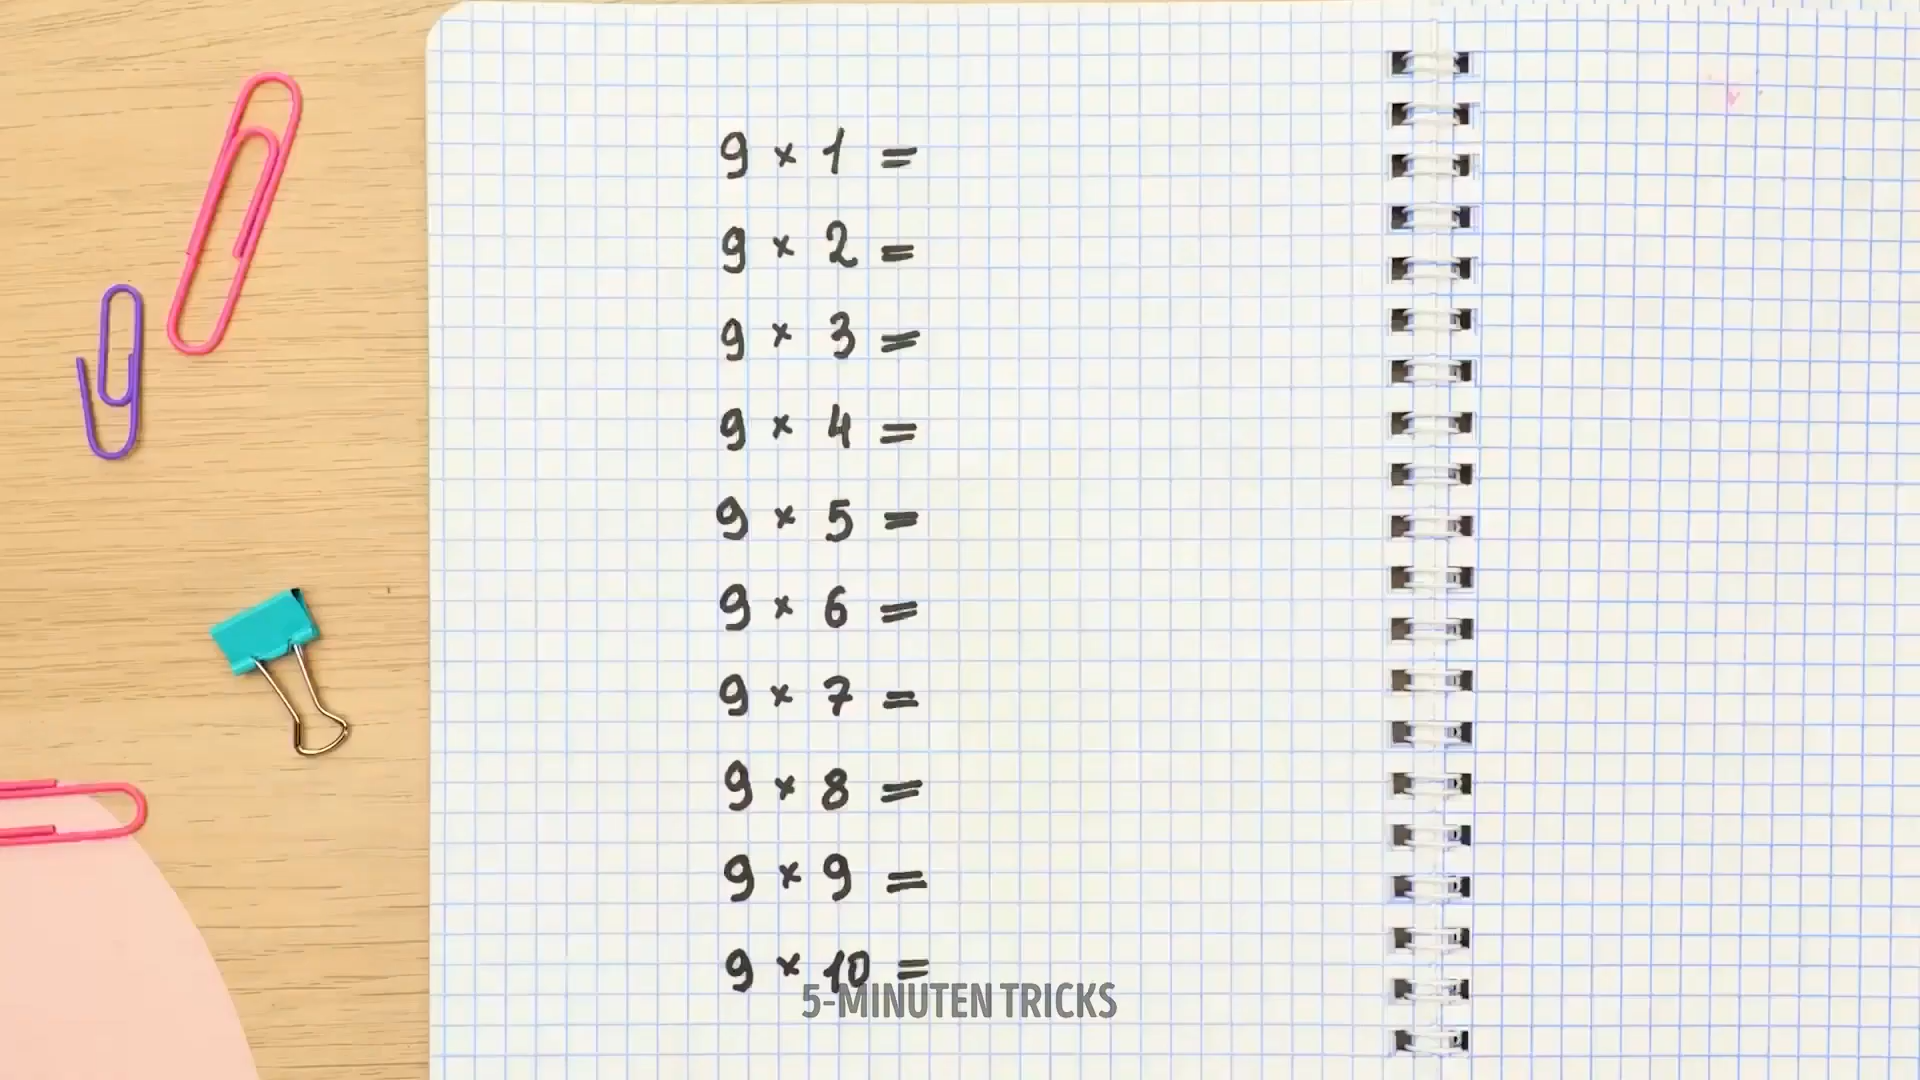 9 × 1 =
9 × 2 =
9 × 3 =
9 × 4 =
9 × 5 =
9 × 6 =
9 × 7 =
9 × 8 =
9 × 9 =
9 × 10 =
5-MINUTEN TRICKS